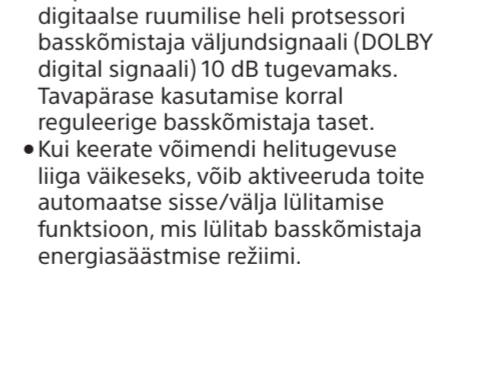 digitaalse ruumilise heli protsessori
basskõmistaja väljundsignaali (DOLBY
digital signaali) 10 dB tugevamaks.
Tavapärase kasutamise korral
reguleerige basskõmistaja taset.
• Kui keerate võimendi helitugevuse
liiga väikeseks, võib aktiveeruda toite
automaatse sisse/välja lülitamise
funktsioon, mis lülitab basskõmistaja
energiasäästmise režiimi.